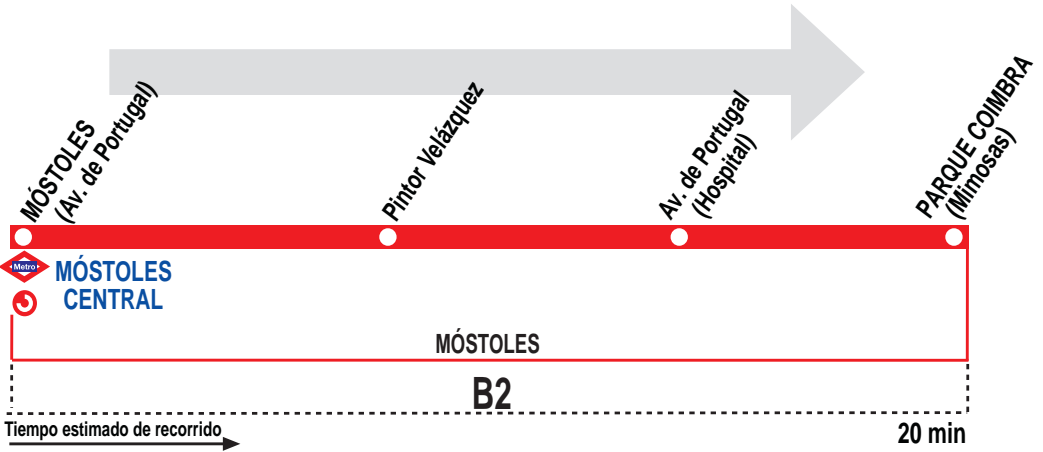 MÓSTOLES
(Av. de Portugal)
Pintor Velázquez
Av. de Portugal
(Hospital)
PARQUE COIMBRA
(Mimosas)
Metro
MÓSTOLES
CENTRAL
MÓSTOLES
B2
Tiempo estimado de recorrido
20 min